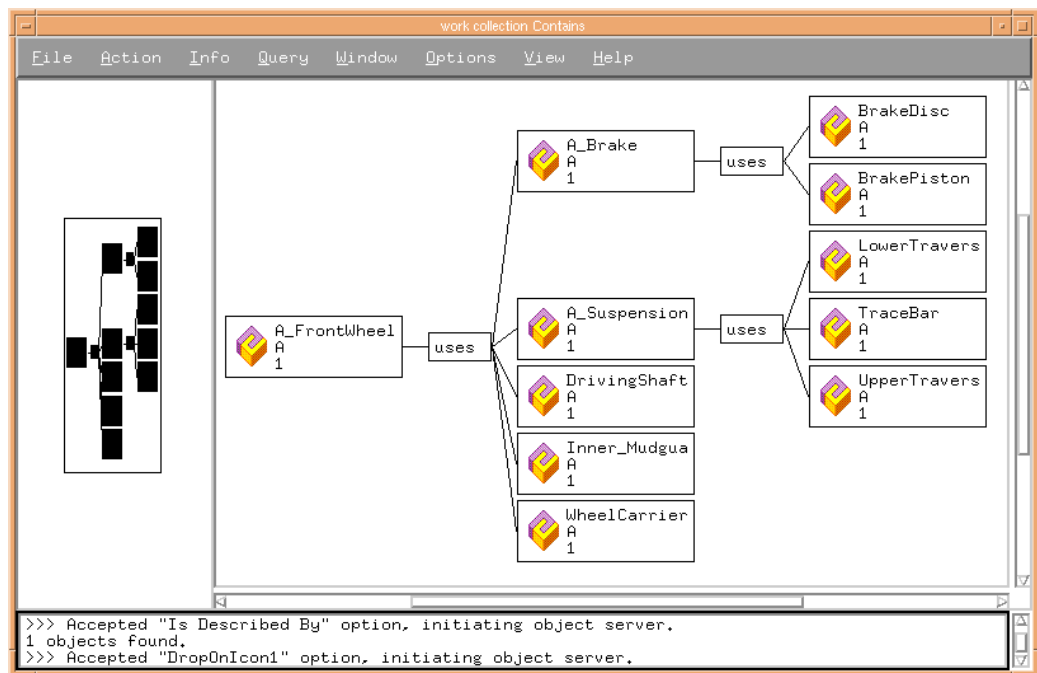 work collection Contains
File Action Info Query Window Options View Help
A_FrontWheel
A
1
uses
A_Brake
A
1
uses
BrakeDisc
A
1
BrakePiston
A
1
A_Suspension
A
1
uses
LowerTravers
A
1
TraceBar
A
1
UpperTravers
A
1
DrivingShaft
A
1
Inner_Mudgua
A
1
WheelCarrier
A
1
>>> Accepted "Is Described By" option, initiating object server.
1 objects found.
>>> Accepted "DropOnIcon1" option, initiating object server.